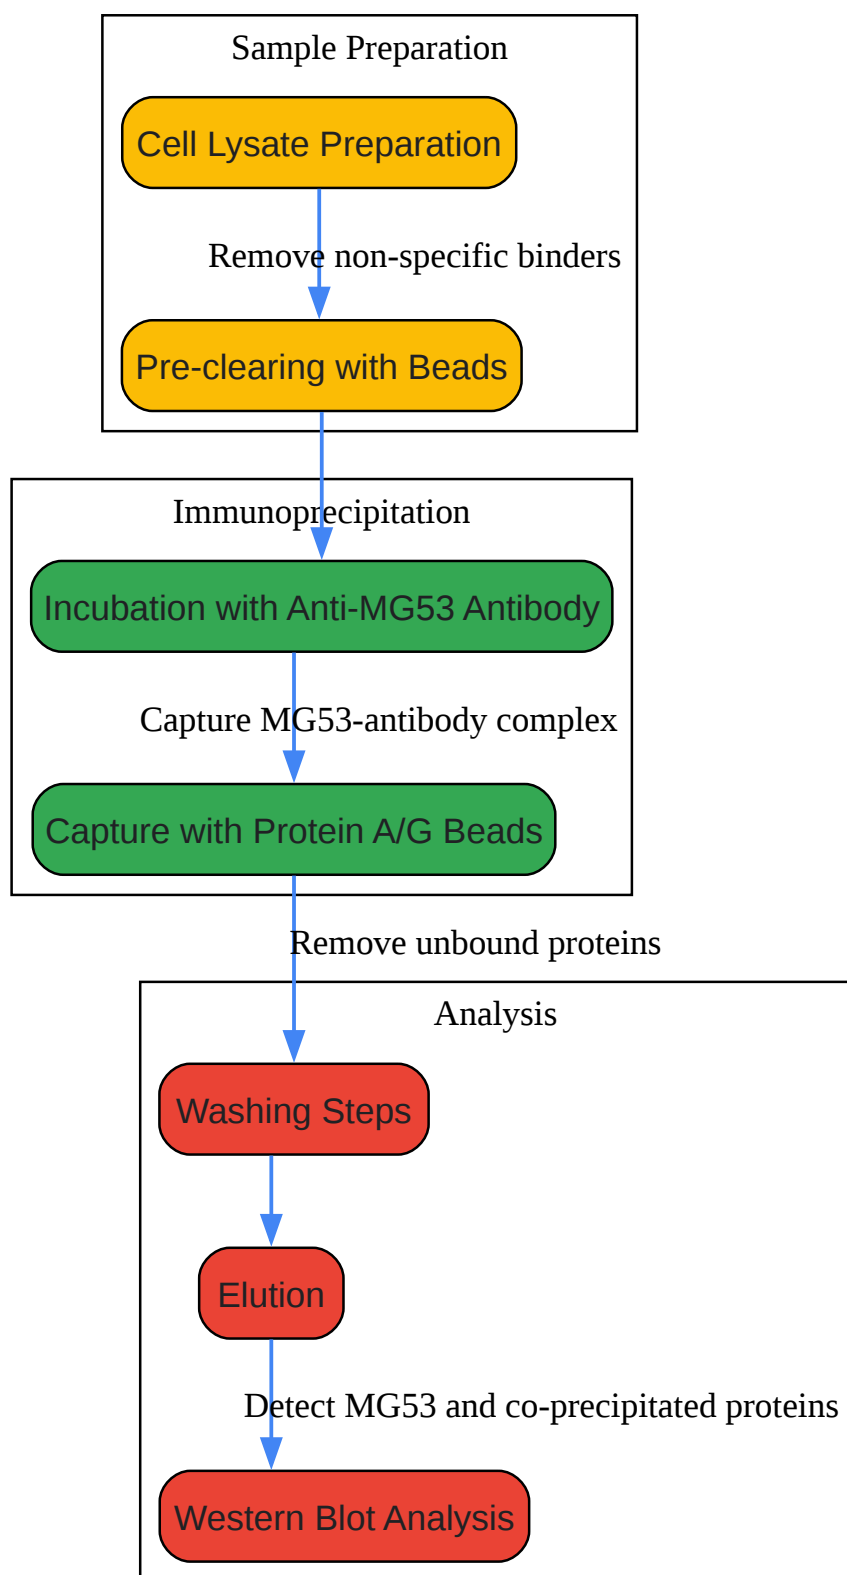 Sample Preparation
Cell Lysate Preparation
Remove non-specific binders
Pre-clearing with Beads
Immunoprecipitation
Incubation with Anti-MG53 Antibody
Capture MG53-antibody complex
Capture with Protein A/G Beads
Remove unbound proteins
Analysis
Washing Steps
Elution
Detect MG53 and co-precipitated proteins
Western Blot Analysis